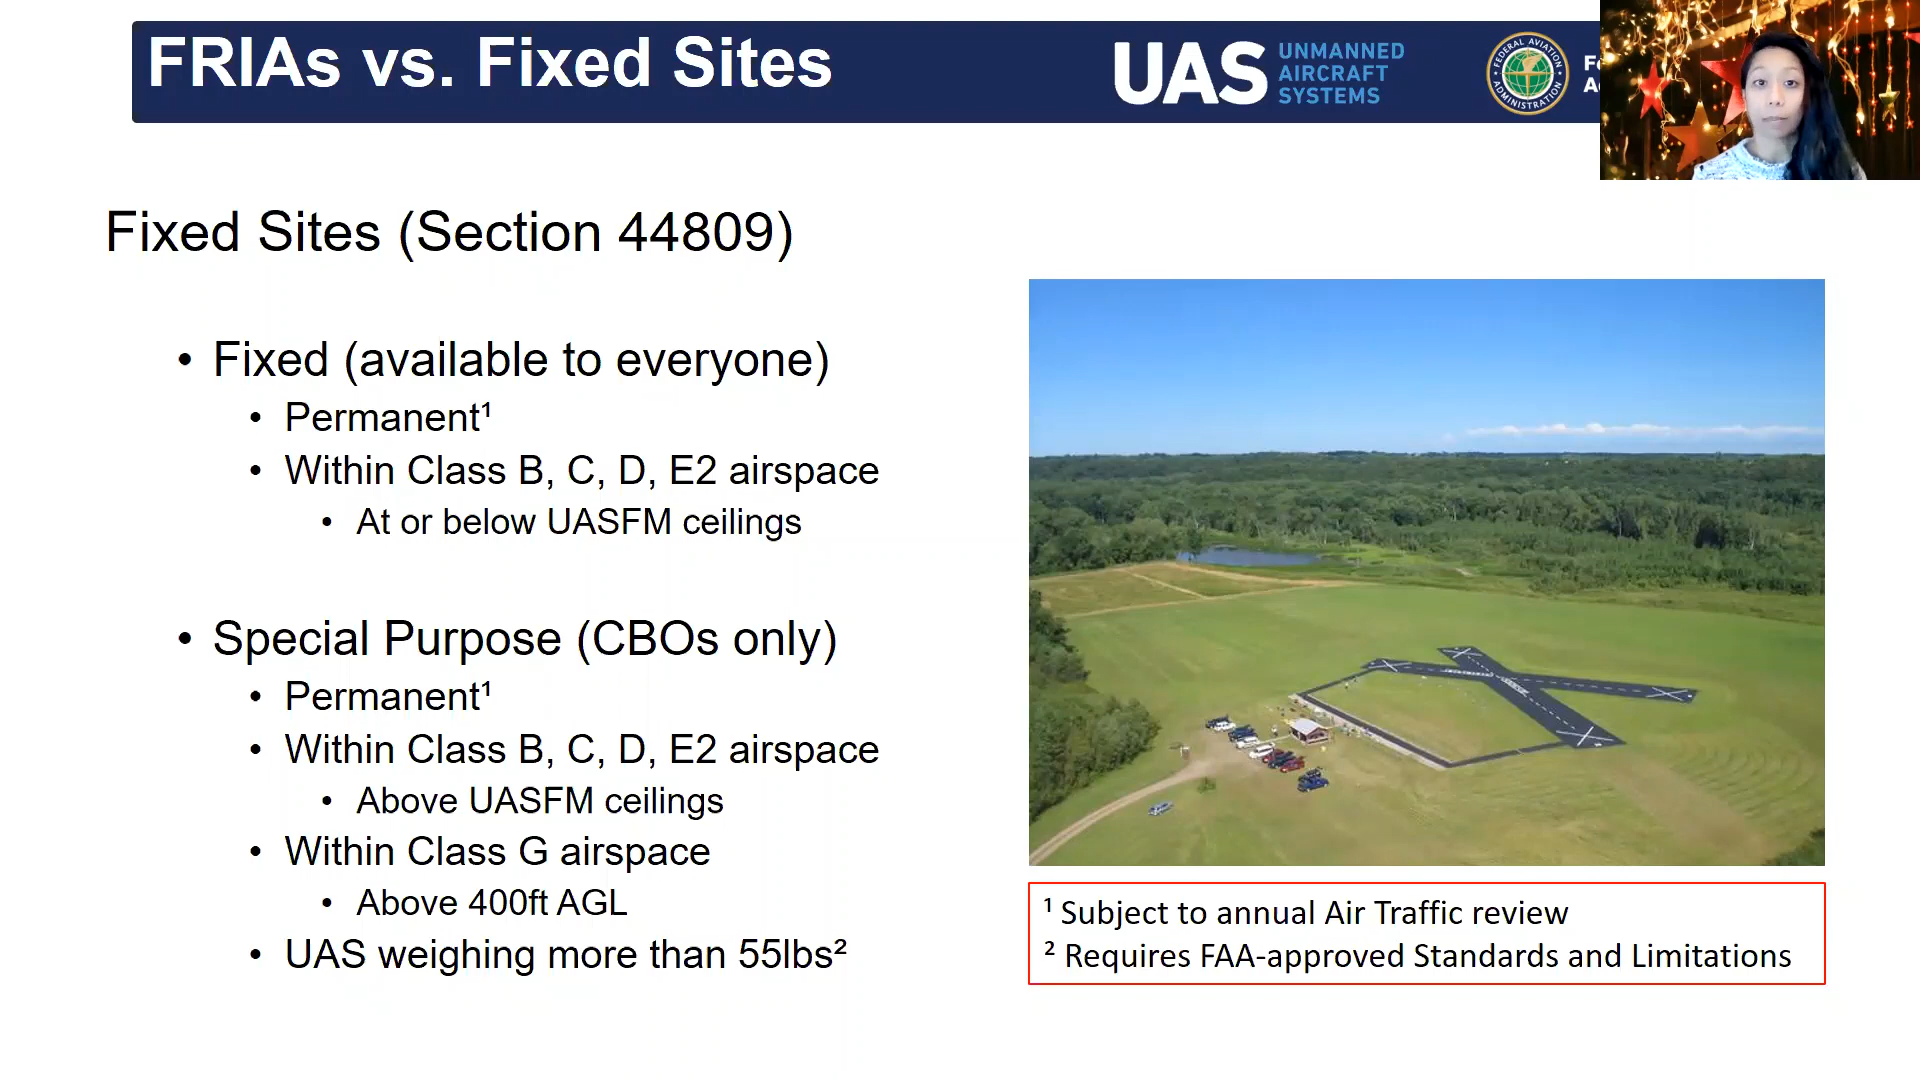 FRIAs vs. Fixed Sites
UAS UNMANNED
AIRCRAFT
SYSTEMS
FEDERAL AVIATION
ADMINISTRATION
Fixed Sites (Section 44809)
• Fixed (available to everyone)
• Permanent¹
• Within Class B, C, D, E2 airspace
• At or below UASFM ceilings
• Special Purpose (CBOs only)
• Permanent¹
• Within Class B, C, D, E2 airspace
• Above UASFM ceilings
• Within Class G airspace
• Above 400ft AGL
• UAS weighing more than 55lbs²
¹ Subject to annual Air Traffic review
² Requires FAA-approved Standards and Limitations